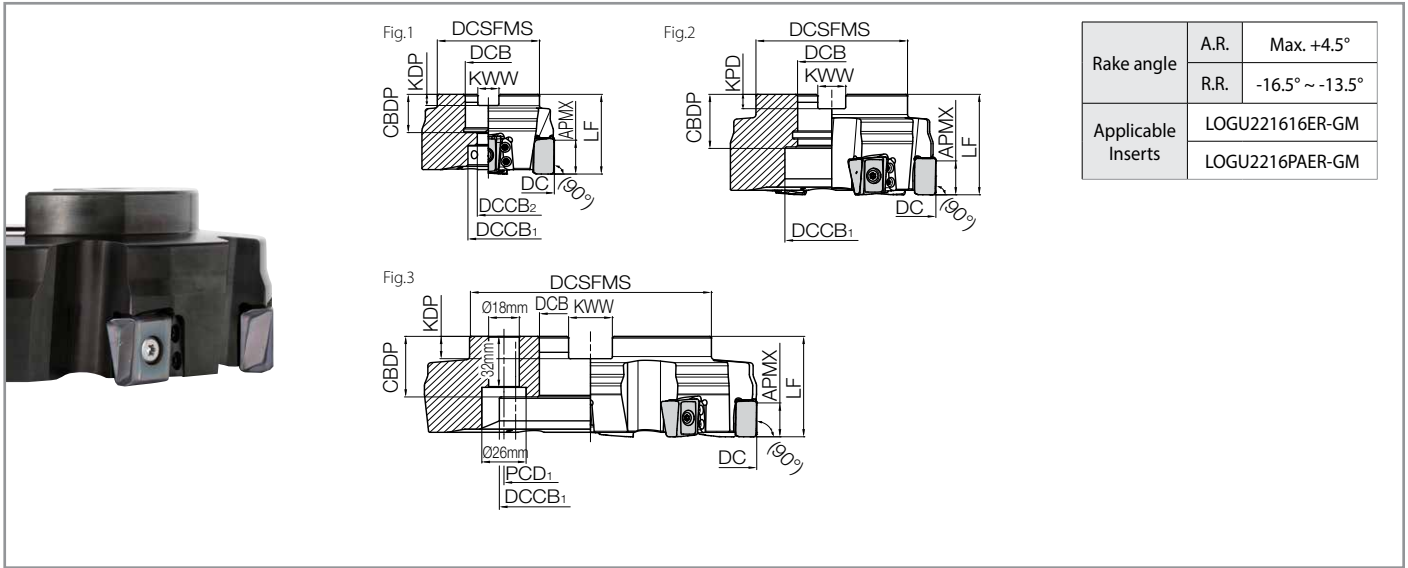 Fig.1
DCSFMS
DCB
KWW
KDP
CBDP
APMX
LF
DC
(90°)
DCCB2
DCCB1
Fig.2
DCSFMS
DCB
KWW
KPD
CBDP
APMX
LF
DC
(90°)
DCCB1
Fig.3
DCSFMS
Ø18mm
DCB
KWW
KDP
CBDP
32mm
APMX
LF
Ø26mm
DC
(90°)
PCD1
DCCB1
Rake angle
A.R.
Max. +4.5°
R.R.
-16.5° ~ -13.5°
Applicable
Inserts
LOGU221616ER-GM
LOGU2216PAER-GM